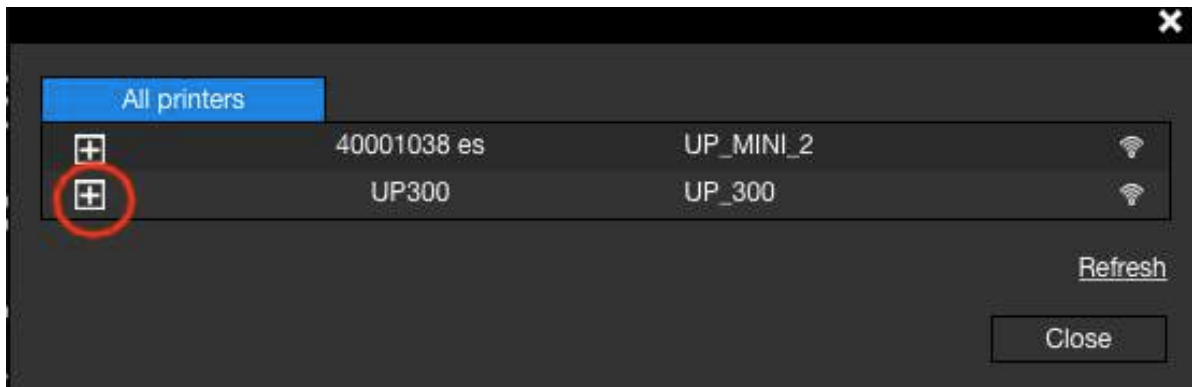 All printers
40001038 es UP_MINI_2
UP300 UP_300
Refresh
Close